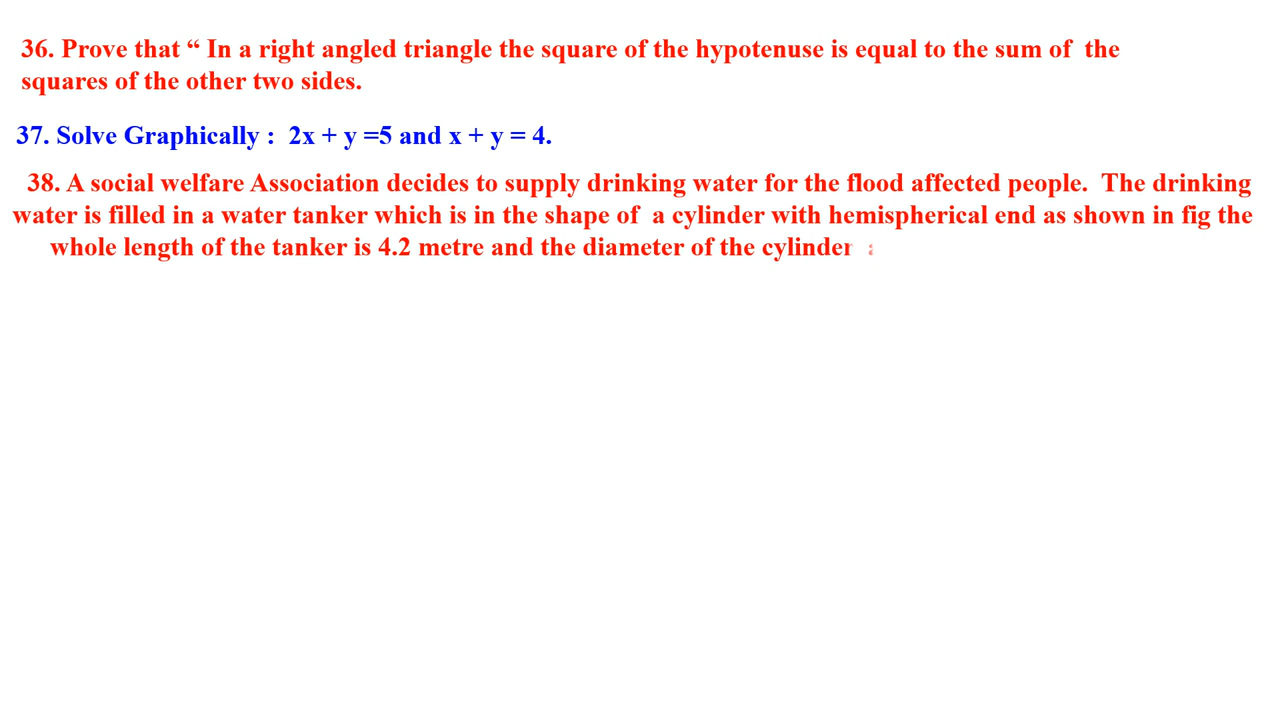 36. Prove that “ In a right angled triangle the square of the hypotenuse is equal to the sum of the
squares of the other two sides.
37. Solve Graphically : 2x + y =5 and x + y = 4.
38. A social welfare Association decides to supply drinking water for the flood affected people. The drinking
water is filled in a water tanker which is in the shape of a cylinder with hemispherical end as shown in fig the
whole length of the tanker is 4.2 metre and the diameter of the cylinder